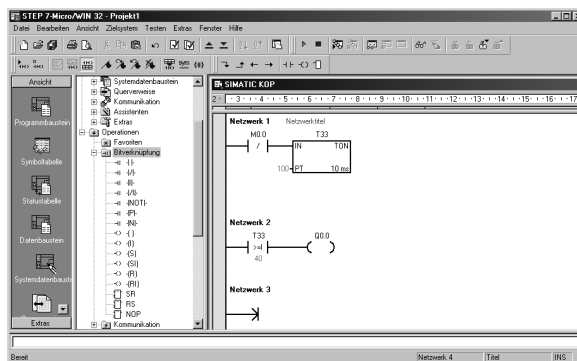 STEP 7-Micro/WIN 32 - Projekt1
Datei Bearbeiten Ansicht Zielsystem Testen Extras Fenster Hilfe
Ansicht
Programmbaustein
Symboltabelle
Statustabelle
Datenbaustein
Systemdatenbauste
Extras
Systemdatenbaustein
Querverweise
Kommunikation
Assistenten
Extras
Operationen
Favoriten
Bitverknüpfung
-| |-
-|/|-
-|I|-
-|/I|-
-|NOT|-
-|P|-
-|N|-
-( )
-(I)
-(S)
-(SI)
-(R)
-(RI)
SR
RS
NOP
Kommunikation
SIMATIC KOP
2 · · 3 · · 4 · · 5 · · 6 · · 7 · · 8 · · 9 · · 10 · · 11 · · 12 · · 13 · · 14 · · 15 · · 16 · · 17
Netzwerk 1 Netzwerktitel
M0.0 T33
/ IN TON
100 PT 10 ms
Netzwerk 2
T33 Q0.0
>=I
40
Netzwerk 3
Bereit Netzwerk 4 Titel INS